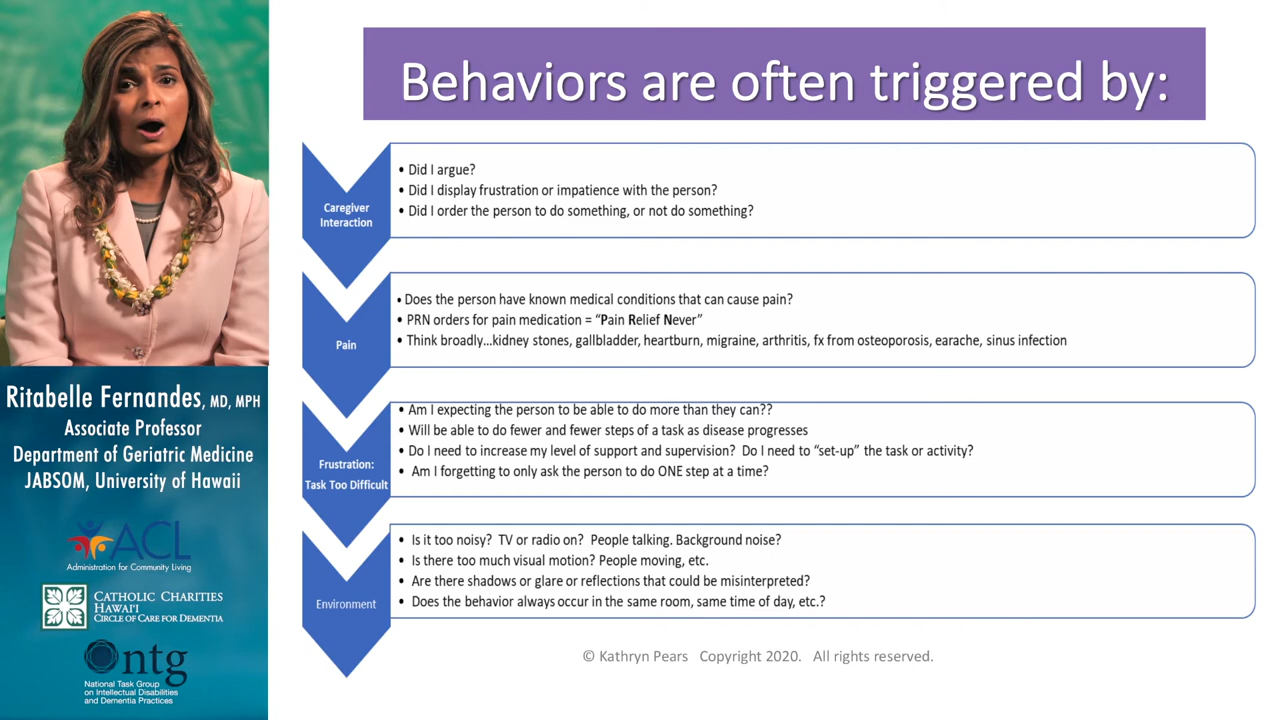 Behaviors are often triggered by:
Caregiver
Interaction
• Did I argue?
• Did I display frustration or impatience with the person?
• Did I order the person to do something, or not do something?
Pain
• Does the person have known medical conditions that can cause pain?
• PRN orders for pain medication = “Pain Relief Never”
• Think broadly...kidney stones, gallbladder, heartburn, migraine, arthritis, fx from osteoporosis, earache, sinus infection
Frustration:
Task Too Difficult
• Am I expecting the person to be able to do more than they can??
• Will be able to do fewer and fewer steps of a task as disease progresses
• Do I need to increase my level of support and supervision? Do I need to “set-up” the task or activity?
• Am I forgetting to only ask the person to do ONE step at a time?
Environment
• Is it too noisy? TV or radio on? People talking. Background noise?
• Is there too much visual motion? People moving, etc.
• Are there shadows or glare or reflections that could be misinterpreted?
• Does the behavior always occur in the same room, same time of day, etc.?
© Kathryn Pears Copyright 2020. All rights reserved.
Ritabelle Fernandes, MD, MPH
Associate Professor
Department of Geriatric Medicine
JABSOM, University of Hawaii
ACL
Administration for Community Living
CATHOLIC CHARITIES
HAWAI‘I
CIRCLE OF CARE FOR DEMENTIA
ntg
National Task Group
on Intellectual Disabilities
and Dementia Practices